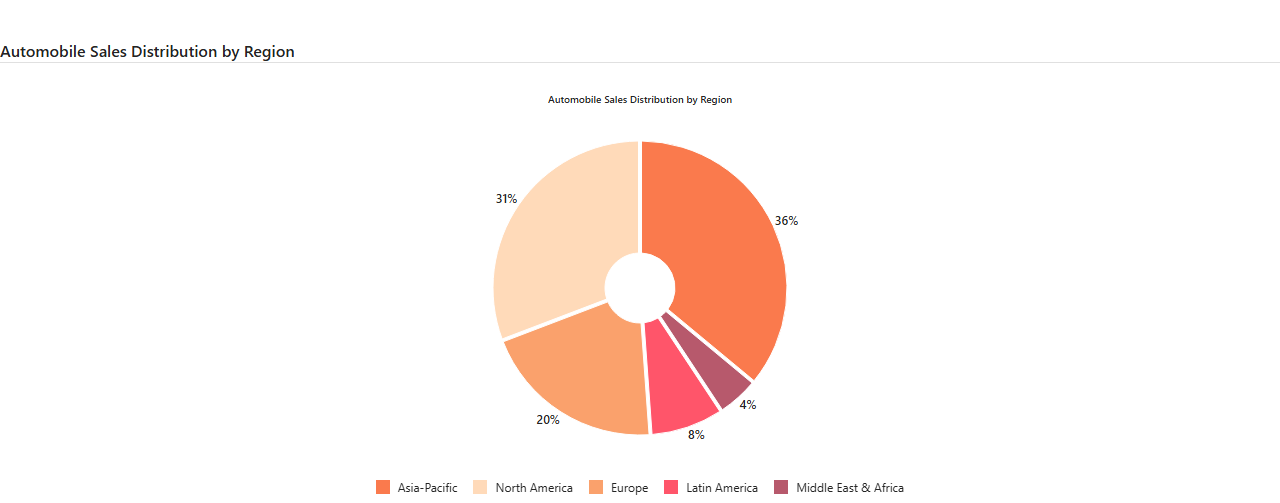 Automobile Sales Distribution by Region
Automobile Sales Distribution by Region
31%
36%
4%
20%
8%
Asia-Pacific North America Europe Latin America Middle East & Africa